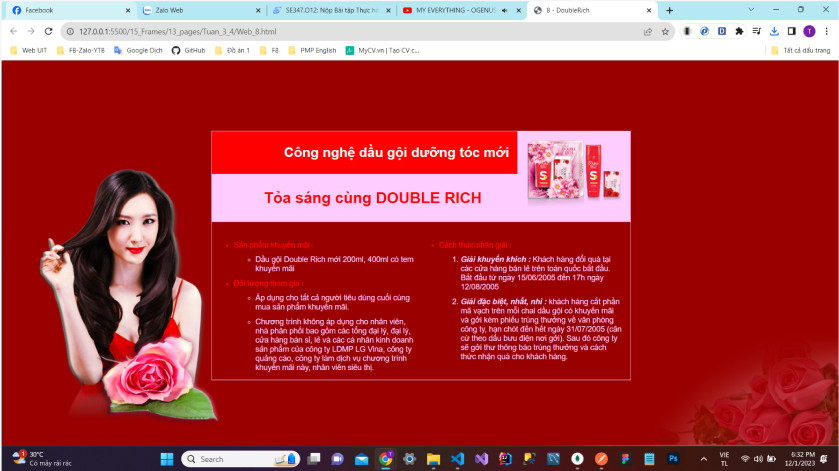 Facebook
Zalo Web
SE347.O12: Nộp Bài tập Thực hà
MY EVERYTHING - OGENUS
8 - DoubleRich
127.0.0.1:5500/15_Frames/13_pages/Tuan_3_4/Web_8.html
T
Web UIT
FB-Zalo-YTB
Google Dich
GitHub
Đồ án 1
F8
PMP English
MyCV.vn | Tạo CV c...
Tất cả dấu trang
Công nghệ dầu gội dưỡng tóc mới
Tỏa sáng cùng DOUBLE RICH
Sản phẩm khuyến mãi :
Dầu gội Double Rich mới 200ml, 400ml có tem
khuyến mãi
Đối tượng tham gia :
Áp dụng cho tất cả người tiêu dùng cuối cùng
mua sản phẩm khuyến mãi.
Chương trình không áp dụng cho nhân viên,
nhà phân phối bao gồm các tổng đại lý, đại lý,
cửa hàng bán sỉ, lẻ và các cá nhân kinh doanh
sản phẩm của công ty LDMP LG Vina, công ty
quảng cáo, công ty làm dịch vụ chương trình
khuyến mãi này, nhân viên siêu thị.
Cách thức nhận giải :
1. Giải khuyến khích : Khách hàng đổi quà tại
các cửa hàng bán lẻ trên toàn quốc bắt đầu.
Bắt đầu từ ngày 15/06/2005 đến 17h ngày
12/08/2005
2. Giải đặc biệt, nhất, nhì : khách hàng cắt phần
mã vạch trên mỗi chai dầu gội có khuyến mãi
và gởi kèm phiếu trúng thưởng về văn phòng
công ty, hạn chót đến hết ngày 31/07/2005 (căn
cứ theo dấu bưu điện nơi gởi). Sau đó công ty
sẽ gởi thư thông báo trúng thưởng và cách
thức nhận quà cho khách hàng.
S
S
1
30°C
Có mây rải rác
Search
Ps
VIE
TL
6:32 PM
12/1/2023